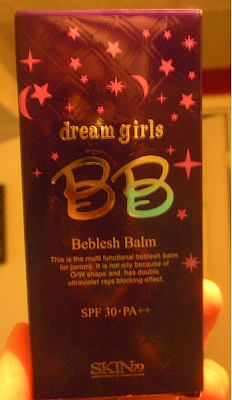 dream girls
BB
Beblesh Balm
This is the multi functional beblesh balm
for juniors. It is not oily because of
O/W shape and has double
ultraviolet rays blocking effect.
SPF 30·PA++
SKIN79